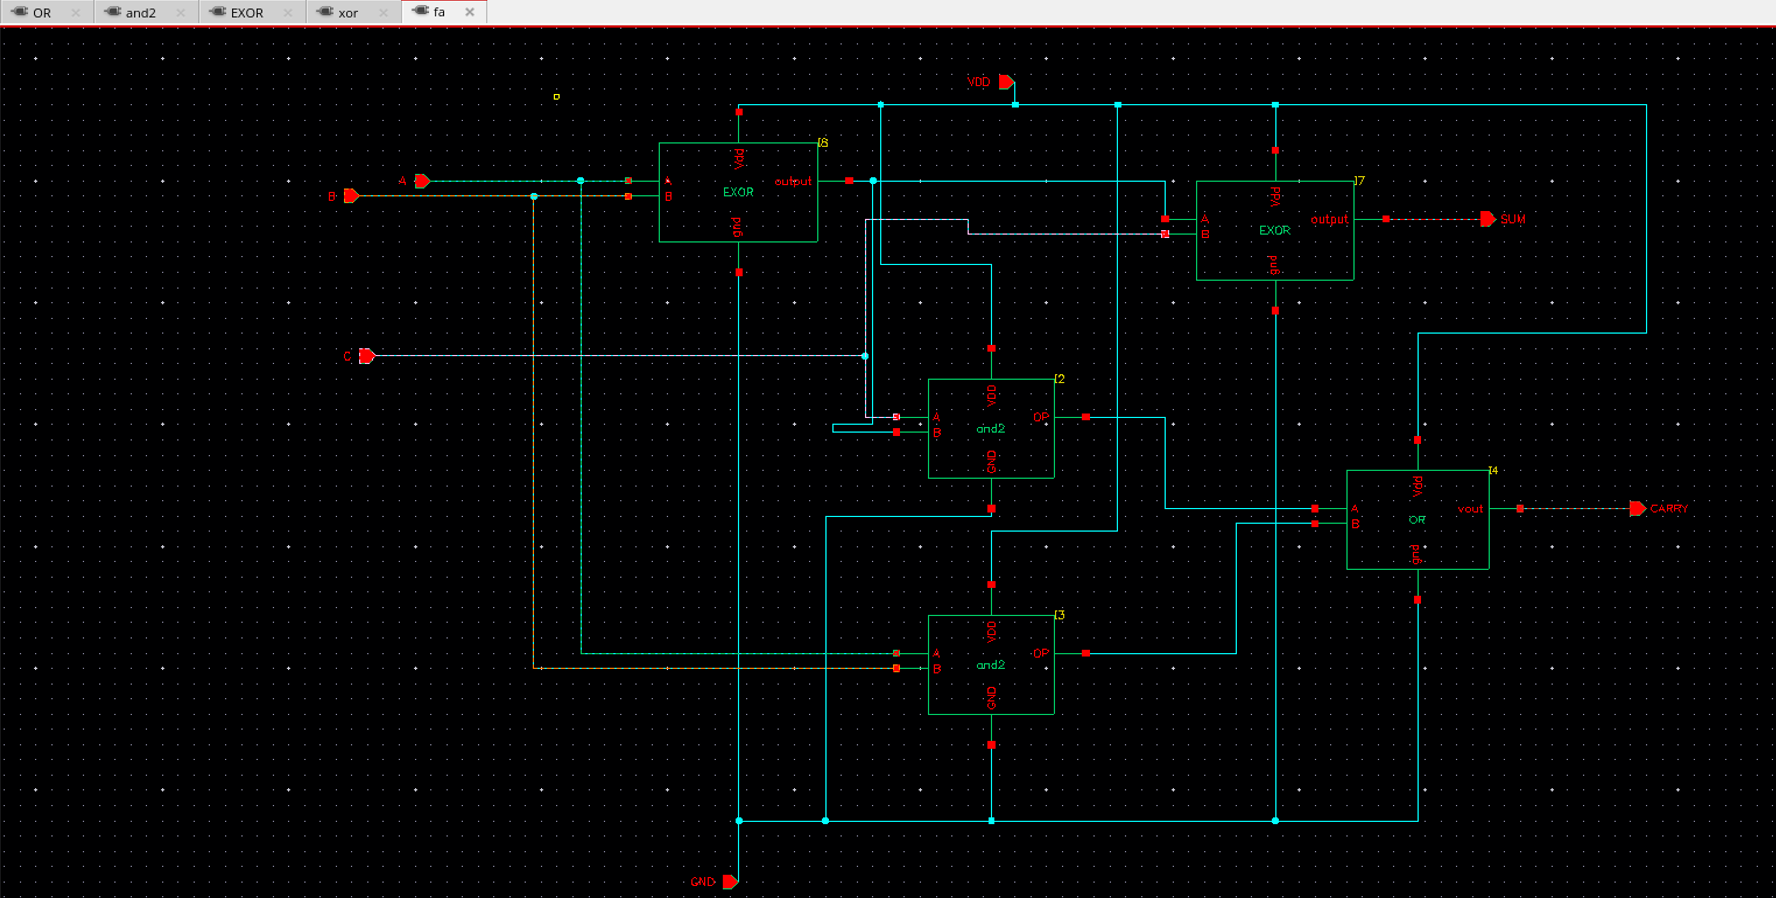 OR
and2
EXOR
xor
fa
VDD
I6
Vdd
A
A
output
EXOR
B
B
gnd
I7
Vdd
A
output
SUM
EXOR
B
gnd
C
I2
VDD
A
OP
and2
B
GND
I4
Vdd
A
vout
CARRY
OR
B
gnd
I3
VDD
A
OP
and2
B
GND
GND